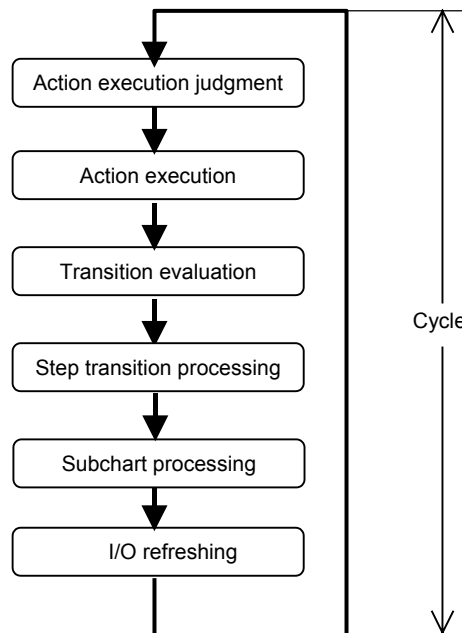 Action execution judgment
Action execution
Transition evaluation
Step transition processing
Cycle
Subchart processing
I/O refreshing